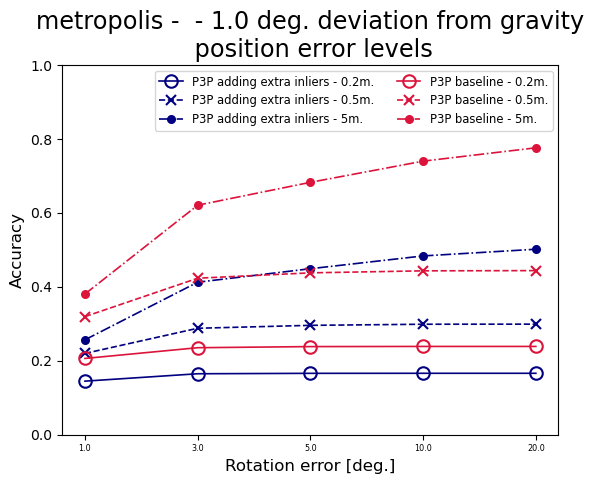 metropolis -  - 1.0 deg. deviation from gravity
position error levels
P3P adding extra inliers - 0.2m.
P3P adding extra inliers - 0.5m.
P3P adding extra inliers - 5m.
P3P baseline - 0.2m.
P3P baseline - 0.5m.
P3P baseline - 5m.
Accuracy
1.0
0.8
0.6
0.4
0.2
0.0
1.0 3.0 5.0 10.0 20.0
Rotation error [deg.]